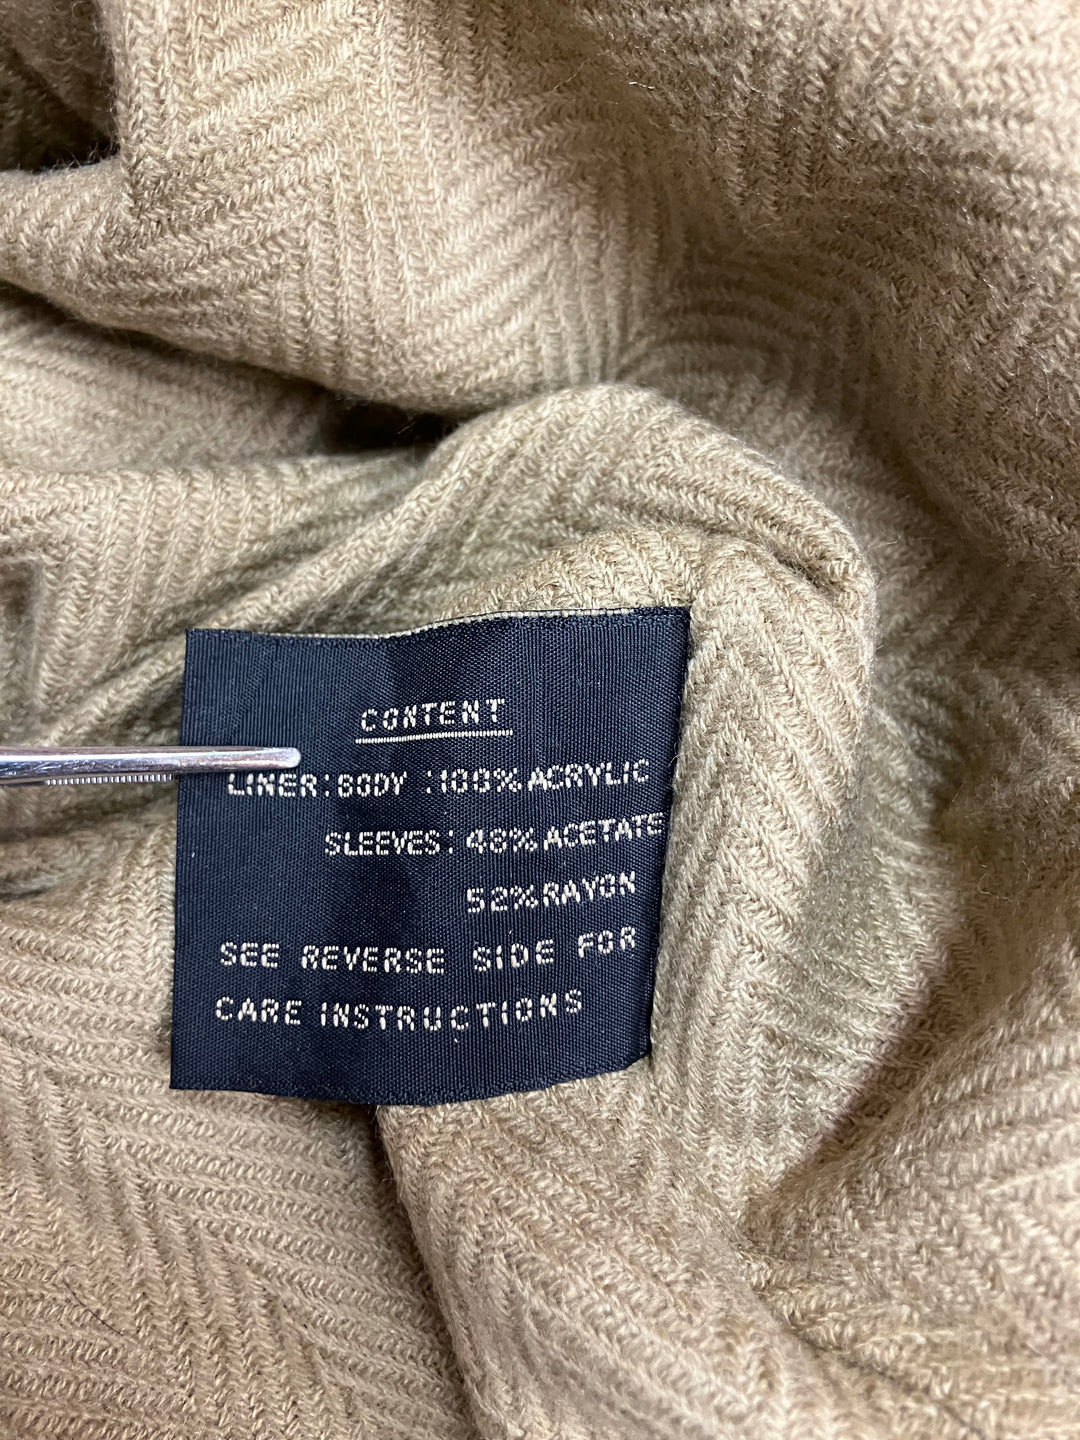 CONTENT
LINER: BODY : 100% ACRYLIC
SLEEVES: 48% ACETATE
52% RAYON
SEE REVERSE SIDE FOR
CARE INSTRUCTIONS